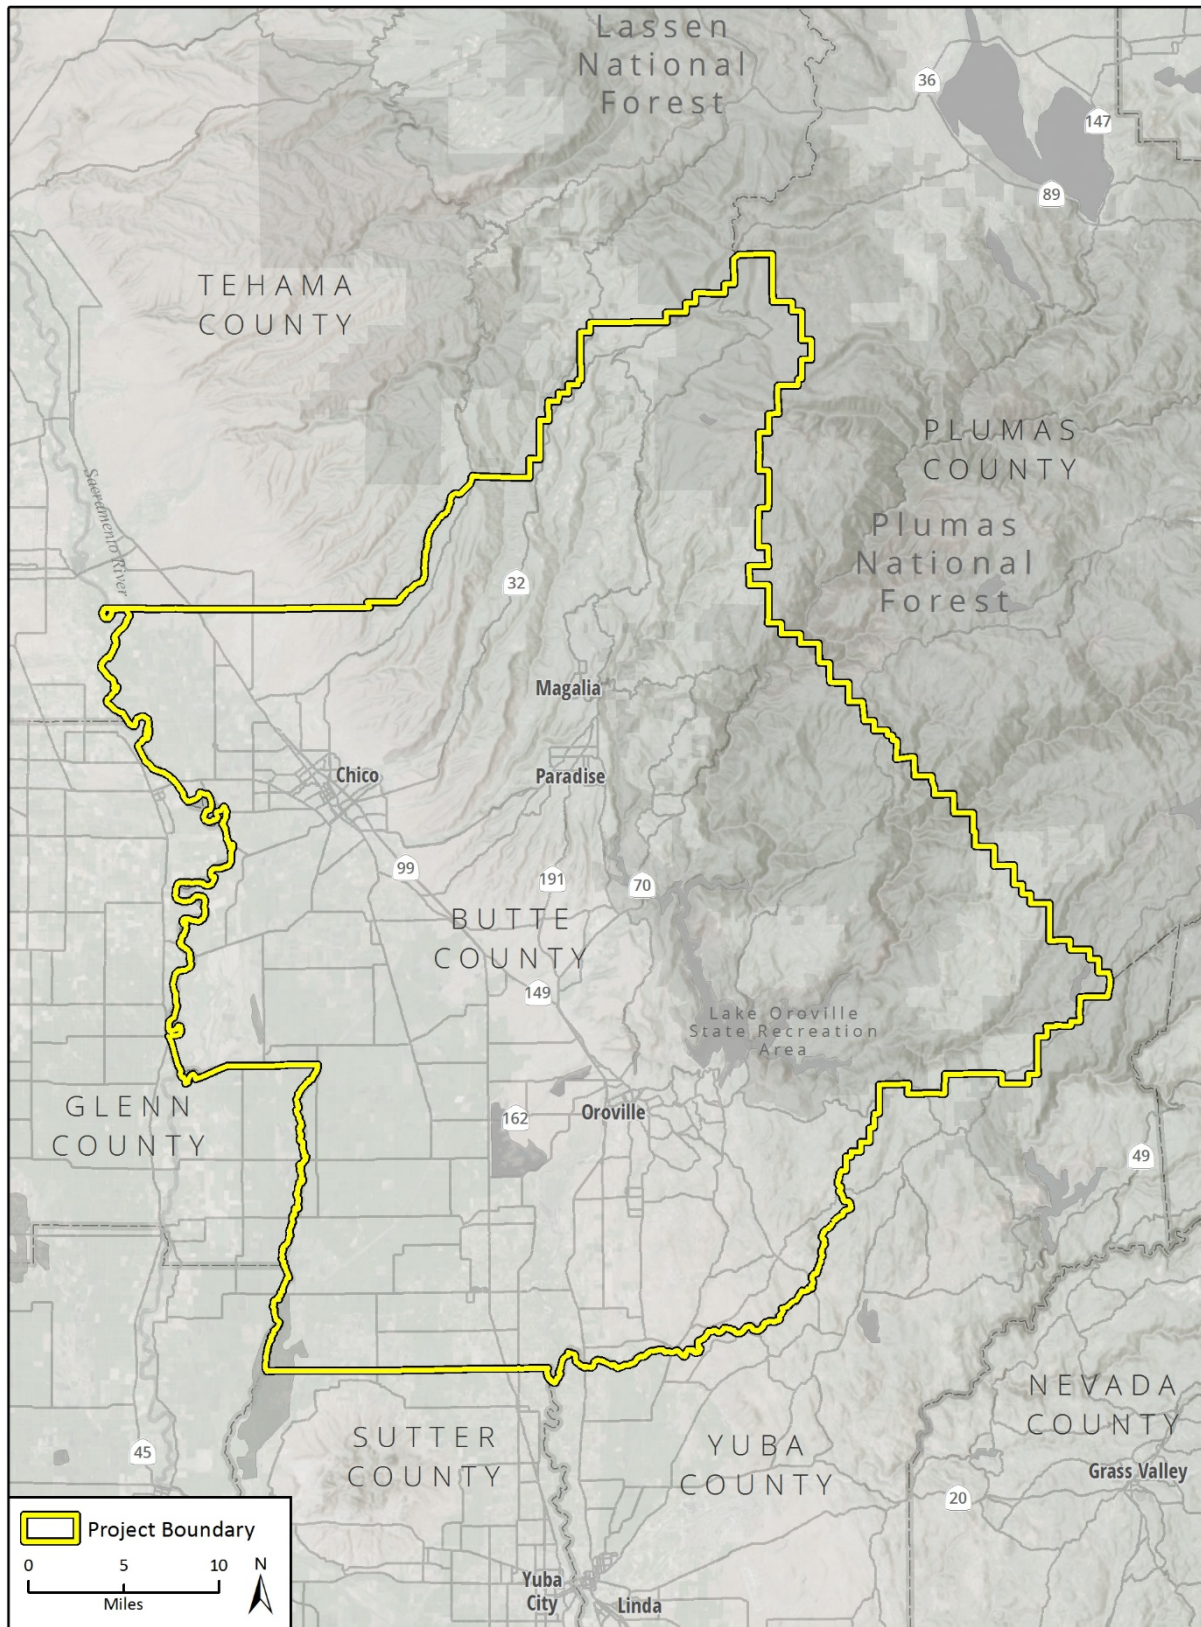 Lassen
National
Forest
36
147
89
TEHAMA
COUNTY
PLUMAS
COUNTY
Plumas
National
Forest
Sacramento River
32
Magalia
Chico
Paradise
99
191
70
BUTTE
COUNTY
149
Lake Oroville
State Recreation
Area
GLENN
COUNTY
162
Oroville
49
NEVADA
COUNTY
SUTTER
COUNTY
YUBA
COUNTY
45
Grass Valley
20
Project Boundary
0 5 10
Miles
N
Yuba
City
Linda